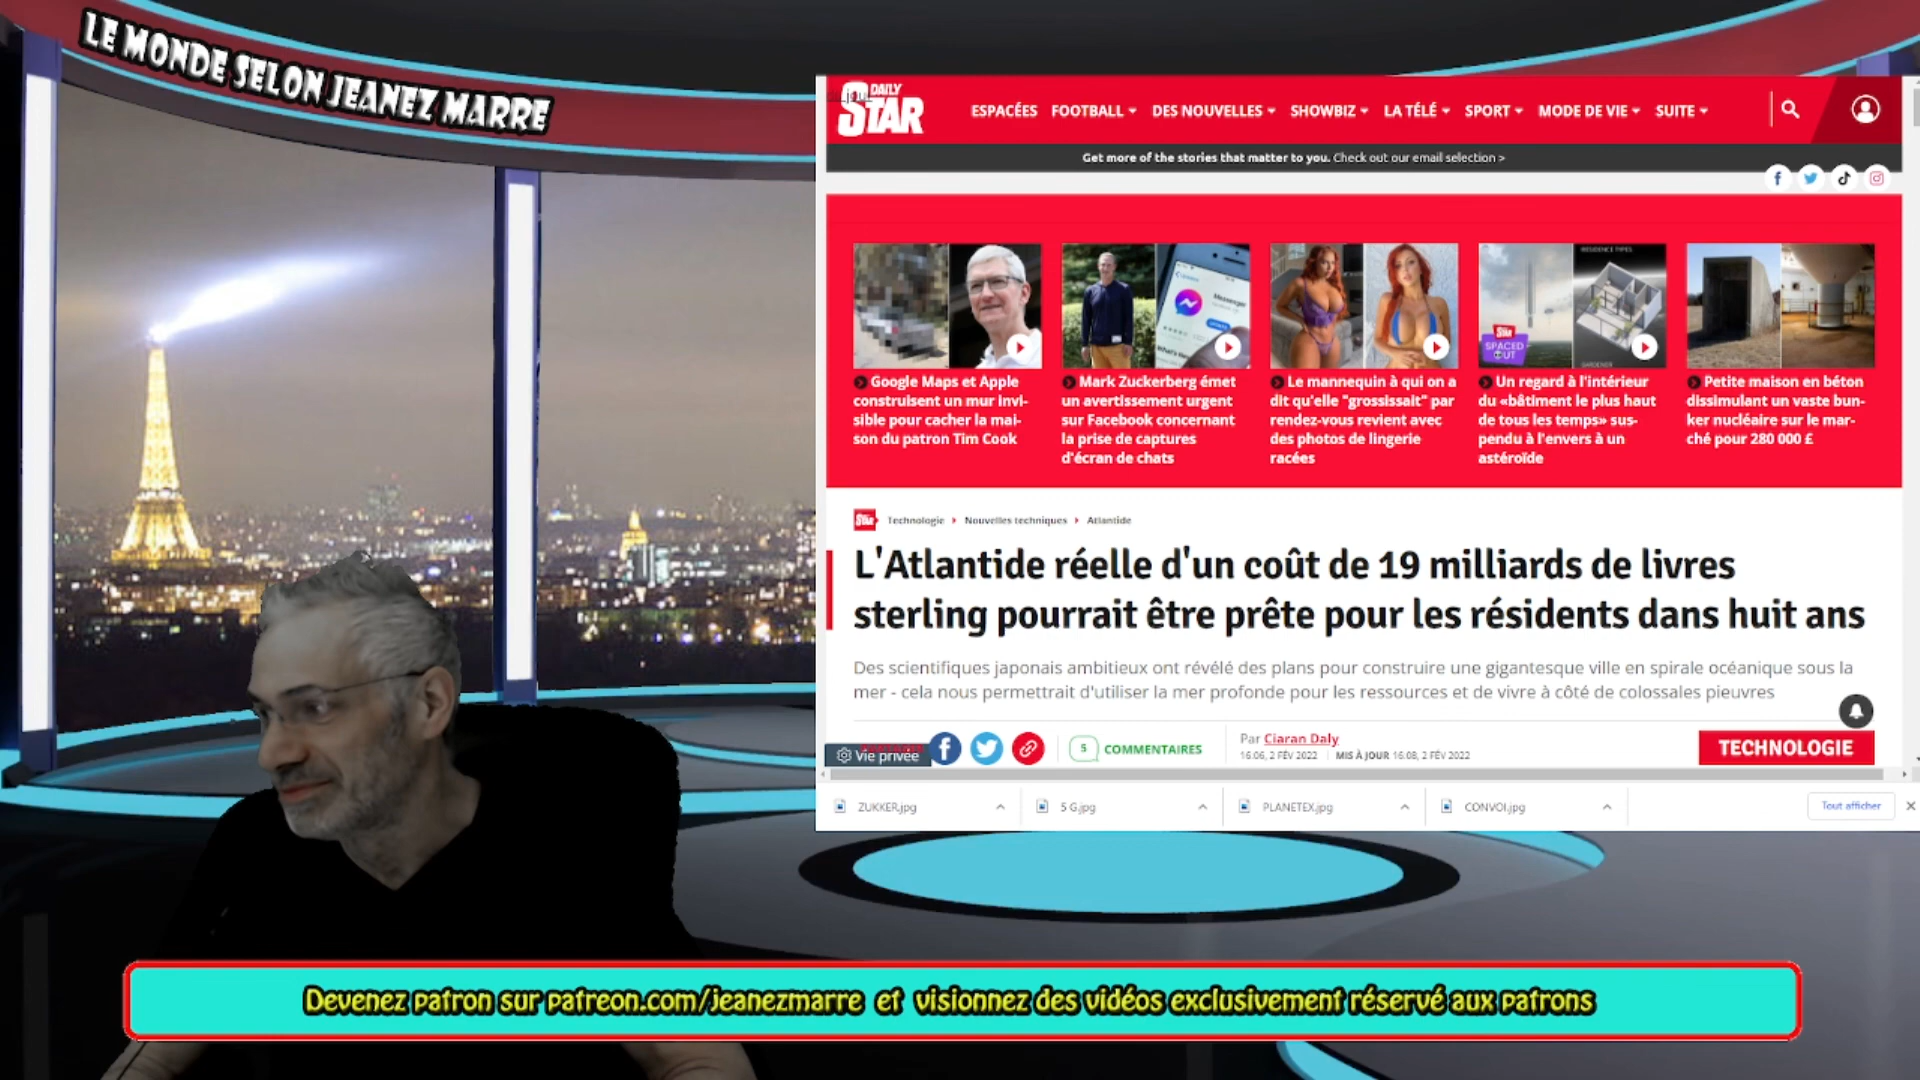 LE MONDE SELON JEANEZ MARRE
DAILY
STAR
ESPACÉES FOOTBALL DES NOUVELLES SHOWBIZ LA TÉLÉ SPORT MODE DE VIE SUITE
Get more of the stories that matter to you. Check out our email selection >
Google Maps et Apple
construisent un mur invi-
sible pour cacher la mai-
son du patron Tim Cook
Mark Zuckerberg émet
un avertissement urgent
sur Facebook concernant
la prise de captures
d'écran de chats
Le mannequin à qui on a
dit qu'elle "grossissait" par
rendez-vous revient avec
des photos de lingerie
racées
RESIDENCE TYPES
STAR
SPACED
OUT
Un regard à l'intérieur
du «bâtiment le plus haut
de tous les temps» sus-
pendu à l'envers à un
astéroïde
Petite maison en béton
dissimulant un vaste bun-
ker nucléaire sur le mar-
ché pour 280 000 £
STAR Technologie Nouvelles techniques Atlantide
L'Atlantide réelle d'un coût de 19 milliards de livres
sterling pourrait être prête pour les résidents dans huit ans
Des scientifiques japonais ambitieux ont révélé des plans pour construire une gigantesque ville en spirale océanique sous la
mer - cela nous permettrait d'utiliser la mer profonde pour les ressources et de vivre à côté de colossales pieuvres
Vie privée
5 COMMENTAIRES
Par Ciaran Daly
16:06, 2 FÉV 2022 MIS À JOUR 16:08, 2 FÉV 2022
TECHNOLOGIE
ZUKKER.jpg 5 G.jpg PLANETEX.jpg CONVOI.jpg Tout afficher
Devenez patron sur patreon.com/jeanezmarre et visionnez des vidéos exclusivement réservé aux patrons